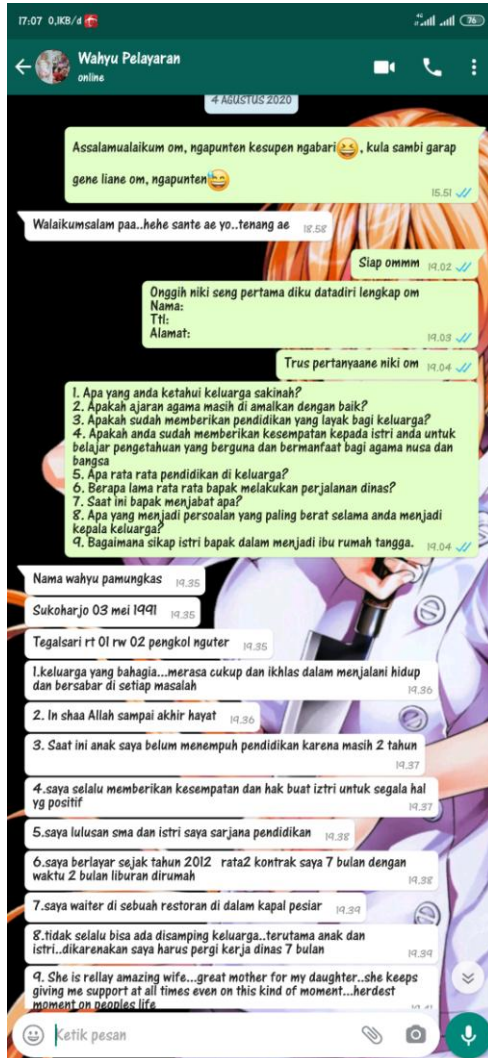 17:07 0,1KB/d
4G
76
Wahyu Pelayaran
online
4 AGUSTUS 2020
Assalamualaikum om, ngapunten kesupen ngabari😆, kula sambi garap
gene liane om, ngapunten😅
15.51
Walaikumsalam paa..hehe sante ae yo..tenang ae 18.58
Siap ommm 19.02
Onggih niki seng pertama diku datadiri lengkap om
Nama:
Ttl:
Alamat: 19.03
Trus pertanyaane niki om 19.04
1. Apa yang anda ketahui keluarga sakinah?
2. Apakah ajaran agama masih di amalkan dengan baik?
3. Apakah sudah memberikan pendidikan yang layak bagi keluarga?
4. Apakah anda sudah memberikan kesempatan kepada istri anda untuk
belajar pengetahuan yang berguna dan bermanfaat bagi agama nusa dan
bangsa
5. Apa rata rata pendidikan di keluarga?
6. Berapa lama rata rata bapak melakukan perjalanan dinas?
7. Saat ini bapak menjabat apa?
8. Apa yang menjadi persoalan yang paling berat selama anda menjadi
kepala keluarga?
9. Bagaimana sikap istri bapak dalam menjadi ibu rumah tangga. 19.04
Nama wahyu pamungkas 19.35
Sukoharjo 03 mei 1991 19.35
Tegalsari rt 01 rw 02 pengkol nguter 19.35
1.keluarga yang bahagia...merasa cukup dan ikhlas dalam menjalani hidup
dan bersabar di setiap masalah 19.36
2. In shaa Allah sampai akhir hayat 19.36
3. Saat ini anak saya belum menempuh pendidikan karena masih 2 tahun
19.37
4.saya selalu memberikan kesempatan dan hak buat iztri untuk segala hal
yg positif 19.37
5.saya lulusan sma dan istri saya sarjana pendidikan 19.38
6.saya berlayar sejak tahun 2012 rata2 kontrak saya 7 bulan dengan
waktu 2 bulan liburan dirumah 19.38
7.saya waiter di sebuah restoran di dalam kapal pesiar 19.39
8.tidak selalu bisa ada disamping keluarga..terutama anak dan
istri..dikarenakan saya harus pergi kerja dinas 7 bulan 19.39
9. She is rellay amazing wife...great mother for my daughter..she keeps
giving me support at all times even on this kind of moment...herdest
moment on peoples life
Ketik pesan